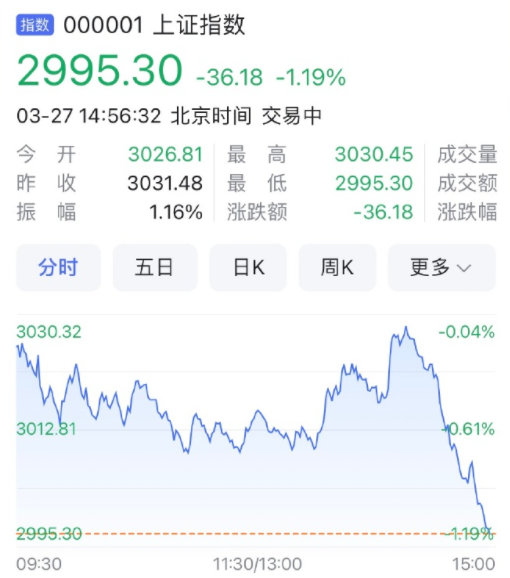 指数 000001 上证指数
2995.30 -36.18 -1.19%
03-27 14:56:32 北京时间 交易中
今开 3026.81 最高 3030.45 成交量
昨收 3031.48 最低 2995.30 成交额
振幅 1.16% 涨跌额 -36.18 涨跌幅
分时 五日 日K 周K 更多
3030.32 -0.04%
3012.81 -0.61%
2995.30 -1.19%
09:30 11:30/13:00 15:00